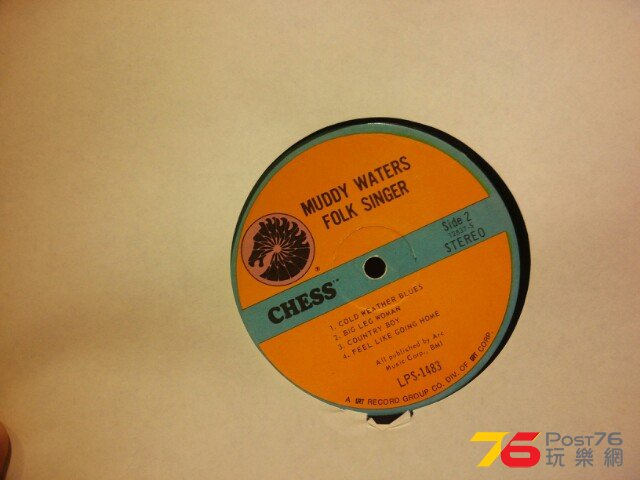 MUDDY WATERS
FOLK SINGER
Side 2
STEREO
CHESS
1. COLD WEATHER BLUES
2. BIG LEG WOMAN
3. COUNTRY BOY
4. FEEL LIKE GOING HOME
All published by Arc
Music Corp., BMI
LPS-1483
A GRT RECORD GROUP CO. DIV. OF GRT CORP.
76 POST76
玩樂網